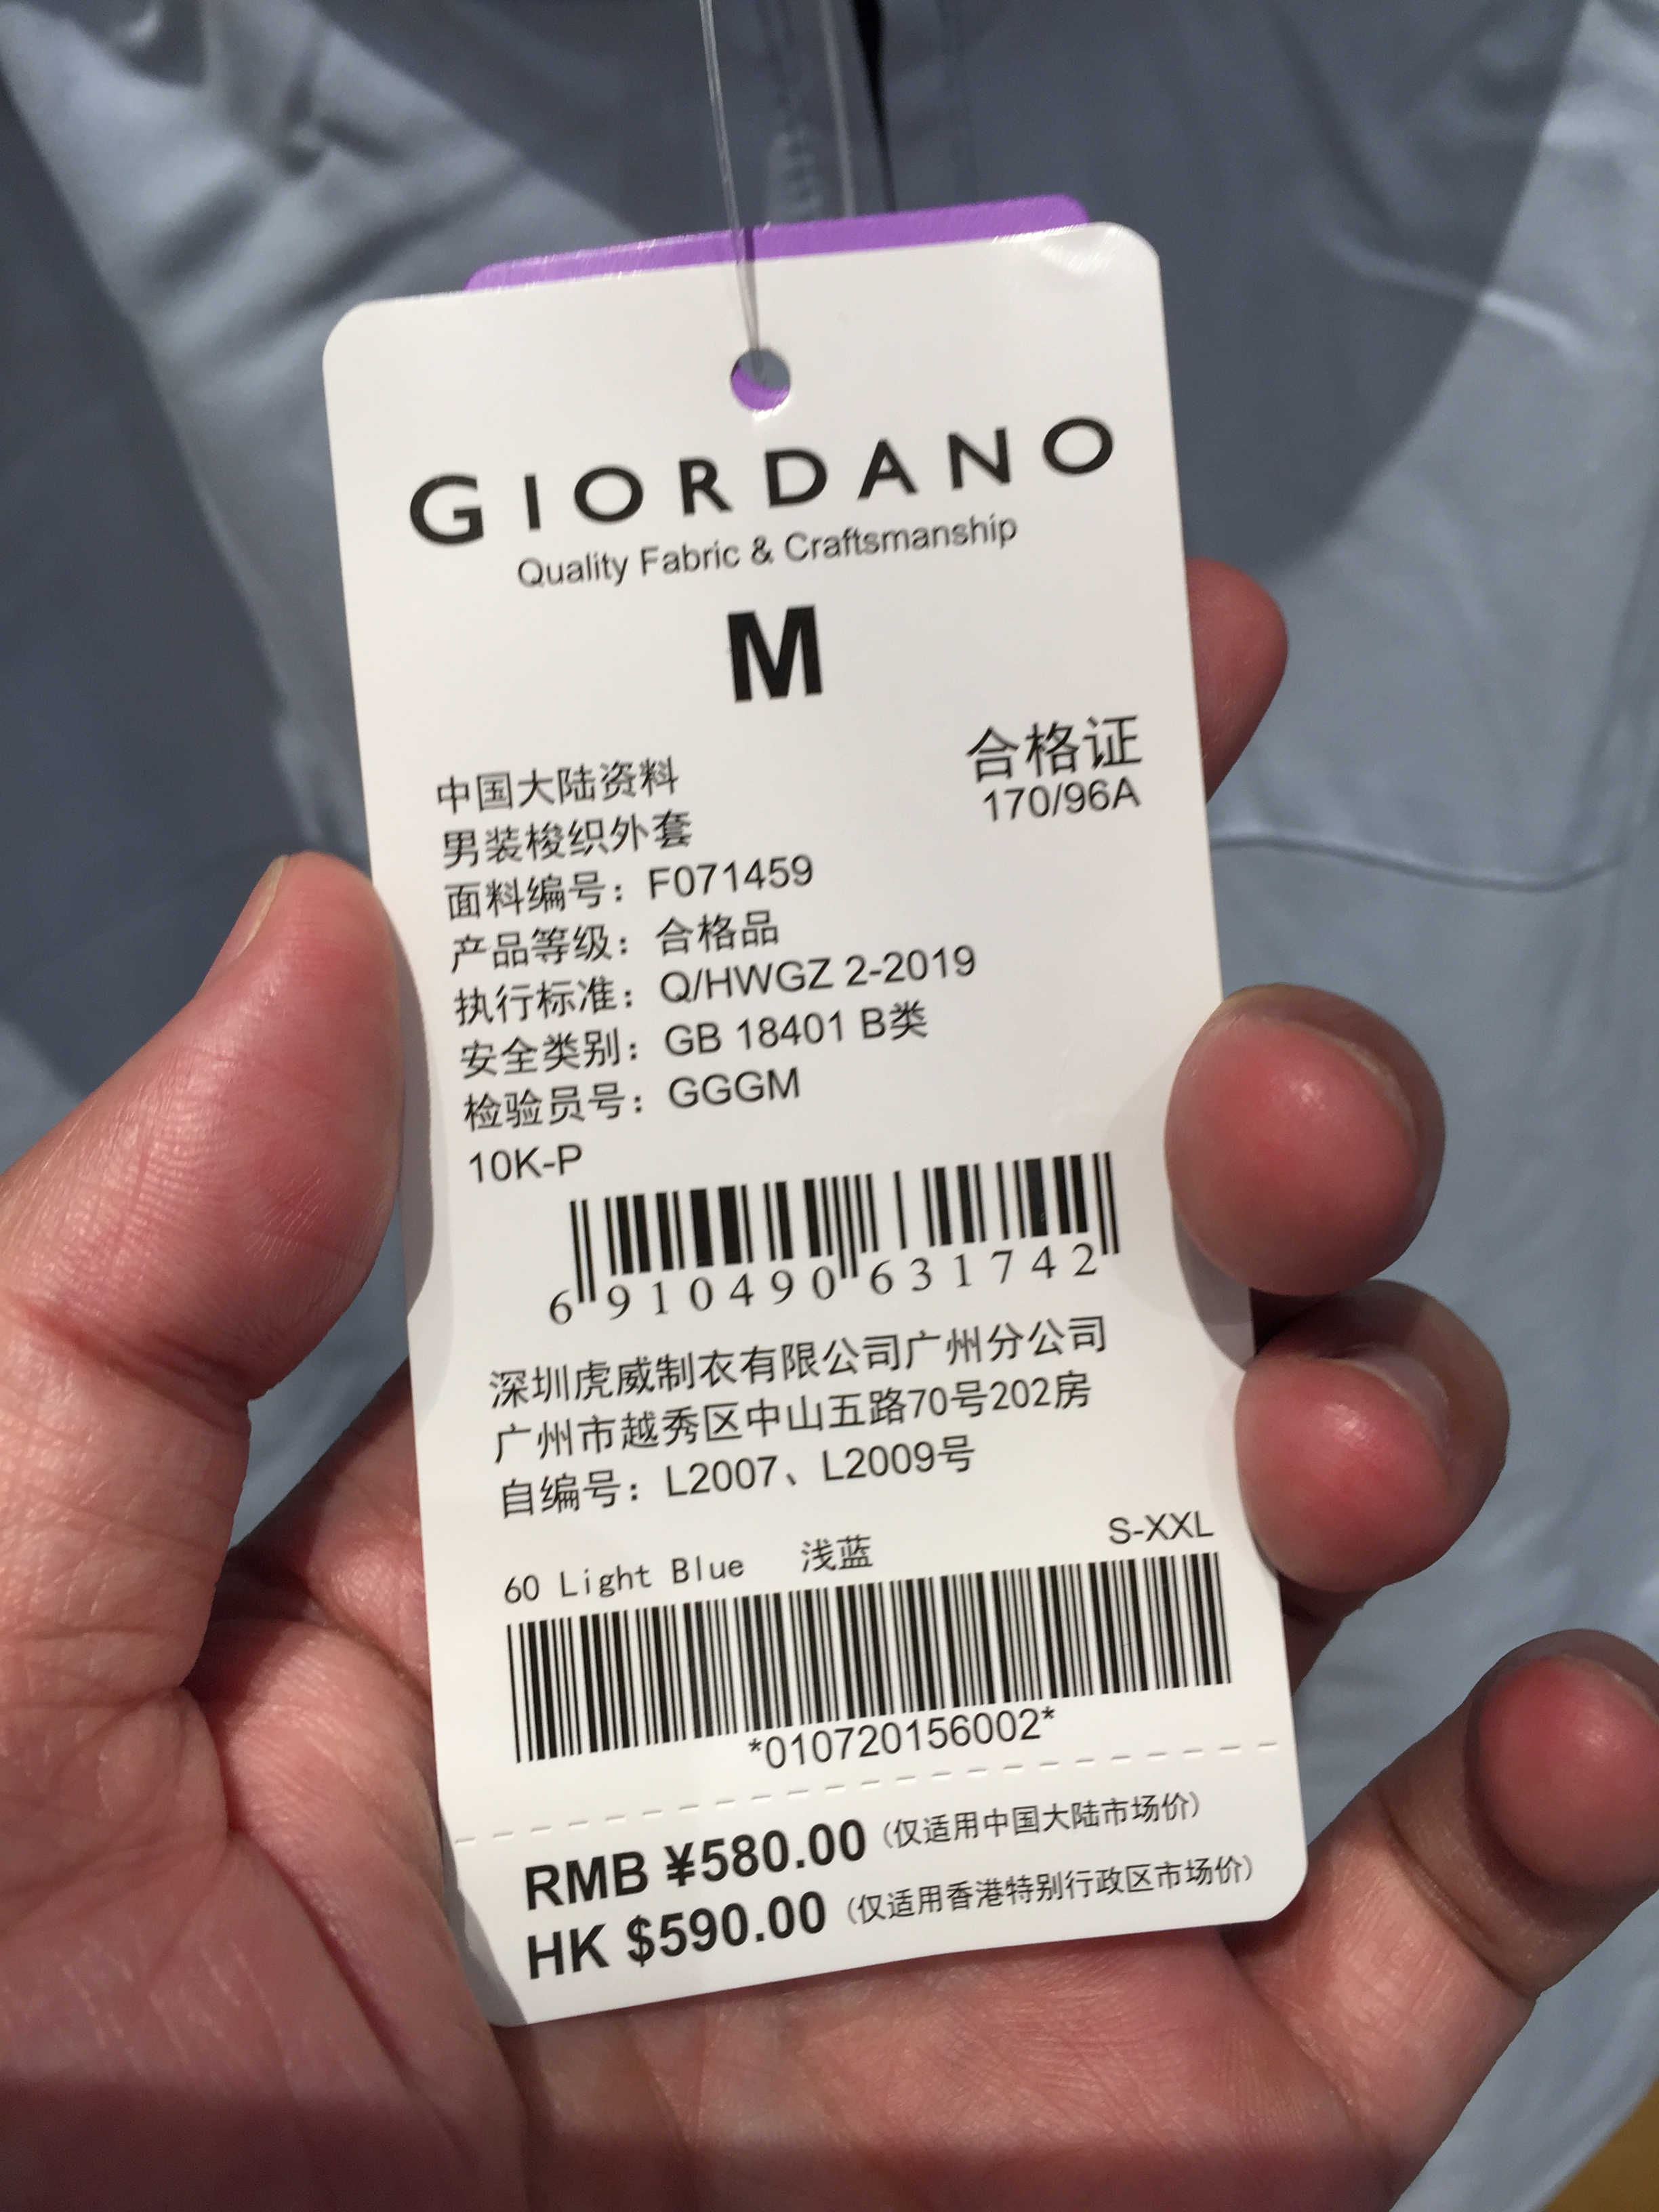 GIORDANO
Quality Fabric & Craftsmanship
M
合格证
170/96A
中国大陆资料
男装梭织外套
面料编号：F071459
产品等级：合格品
执行标准：Q/HWGZ 2-2019
安全类别：GB 18401 B类
检验员号：GGGM
10K-P
6 910490 631742
深圳虎威制衣有限公司广州分公司
广州市越秀区中山五路70号202房
自编号：L2007、L2009号
60 Light Blue 浅蓝 S-XXL
*010720156002*
RMB ¥580.00（仅适用中国大陆市场价）
HK $590.00（仅适用香港特别行政区市场价）